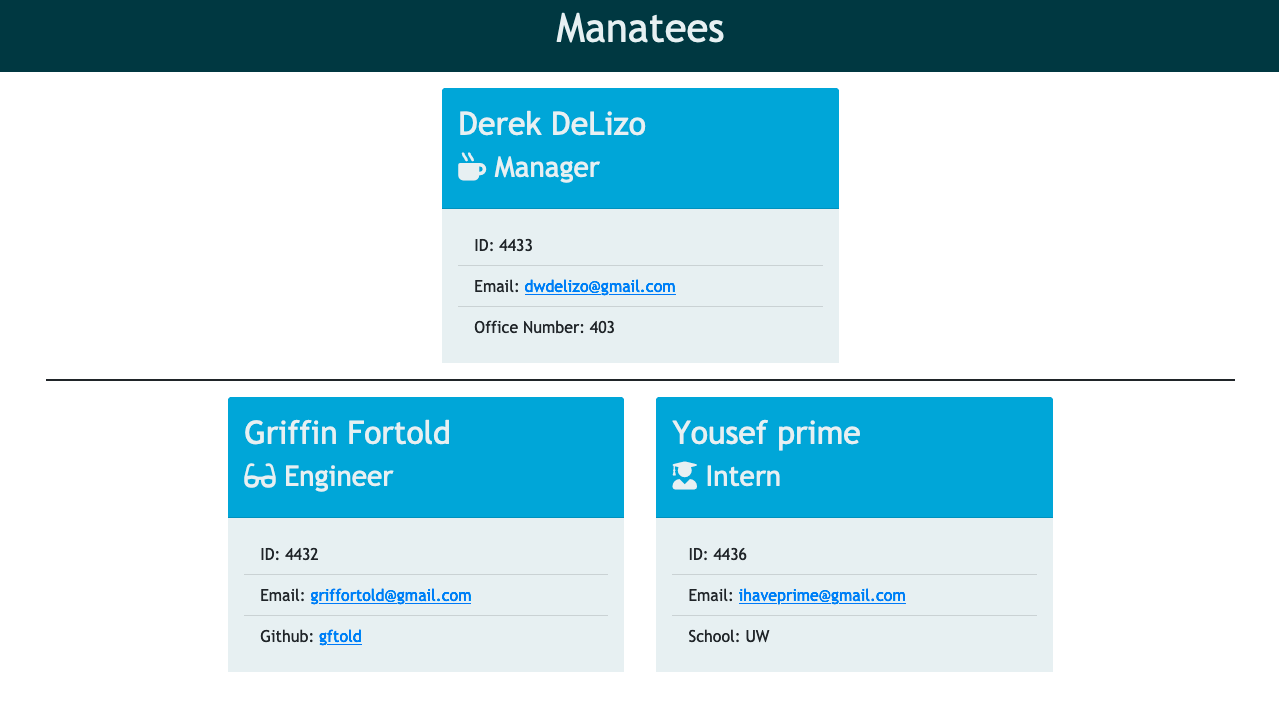 Manatees
Derek DeLizo
Manager
ID: 4433
Email: dwdelizo@gmail.com
Office Number: 403
Griffin Fortold
Engineer
ID: 4432
Email: griffortold@gmail.com
Github: gftold
Yousef prime
Intern
ID: 4436
Email: ihaveprime@gmail.com
School: UW